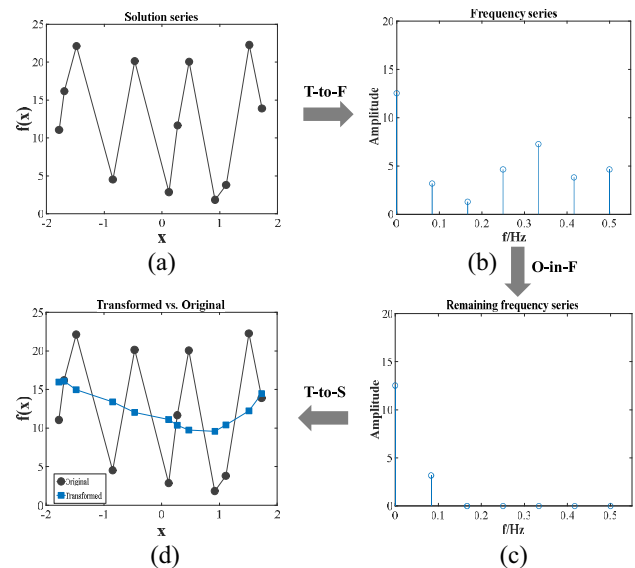 Solution series
f(x)
25
20
15
10
5
0
-2
-1
0
1
2
x
(a)
T-to-F
Frequency series
Amplitude
20
15
10
5
0
0
0.1
0.2
0.3
0.4
0.5
f/Hz
(b)
O-in-F
Transformed vs. Original
f(x)
25
20
15
10
5
0
Original
Transformed
-2
-1
0
1
2
x
(d)
T-to-S
Remaining frequency series
Amplitude
20
15
10
5
0
0
0.1
0.2
0.3
0.4
0.5
f/Hz
(c)